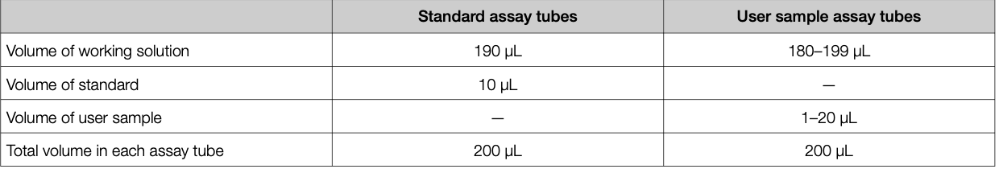 Standard assay tubes User sample assay tubes
Volume of working solution 190 µL 180–199 µL
Volume of standard 10 µL —
Volume of user sample — 1–20 µL
Total volume in each assay tube 200 µL 200 µL